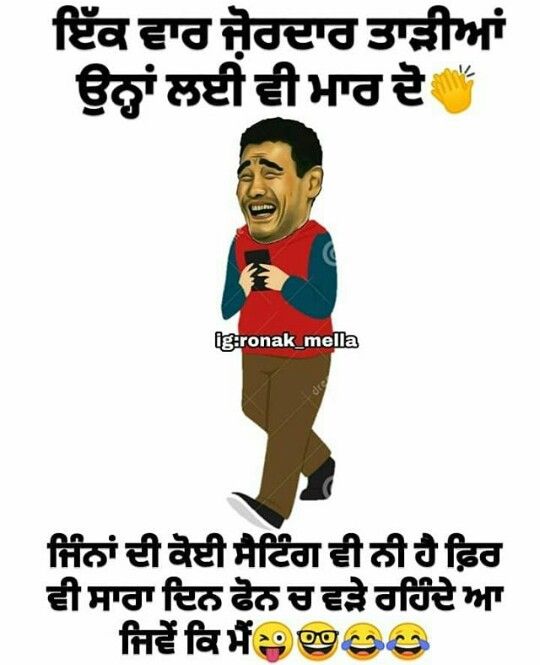 ਇੱਕ ਵਾਰ ਜ਼ੋਰਦਾਰ ਤਾੜੀਆਂ
ਉਨ੍ਹਾਂ ਲਈ ਵੀ ਮਾਰ ਦੋ👏
ig:ronak_mella
ਜਿੰਨਾਂ ਦੀ ਕੋਈ ਸੈਟਿੰਗ ਵੀ ਨੀ ਹੈ ਫ਼ਿਰ
ਵੀ ਸਾਰਾ ਦਿਨ ਫੋਨ ਚ ਵੜੇ ਰਹਿੰਦੇ ਆ
ਜਿਵੇਂ ਕਿ ਮੈਂ😜🤓😂😂